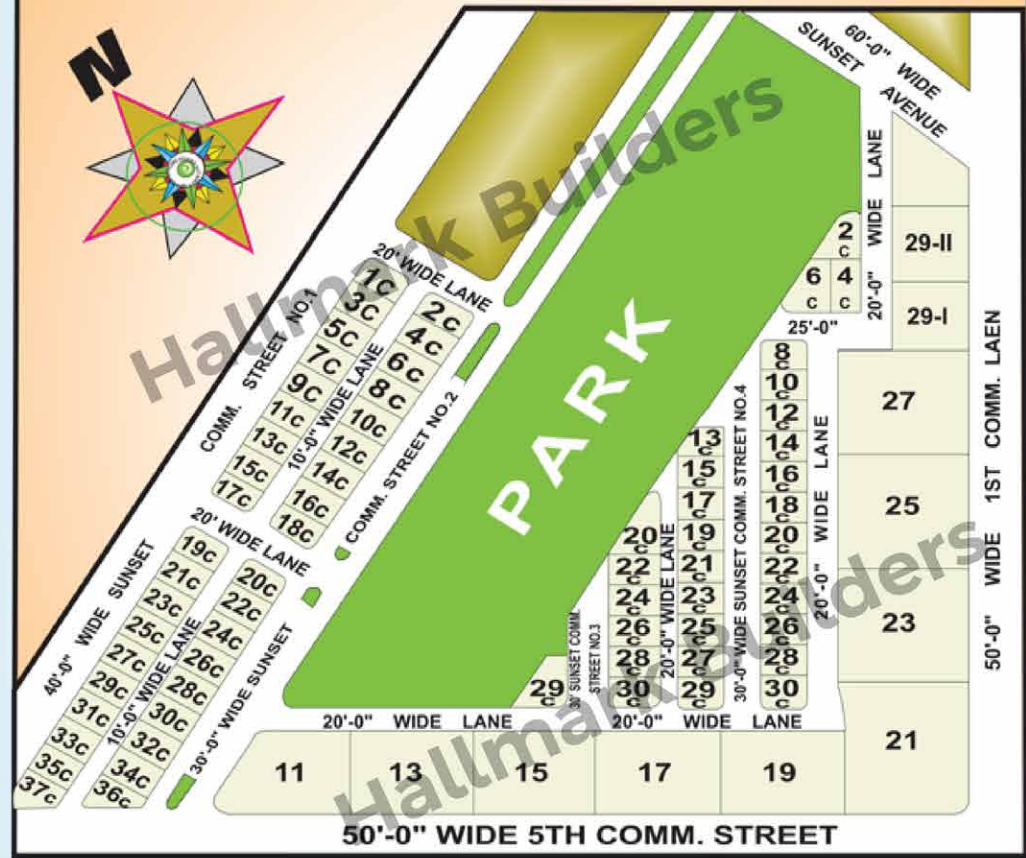 N
SUNSET
60'-0" WIDE
AVENUE
20' WIDE LANE
1C
3C
5C
7C
9C
11C
13C
15C
17C
2C
4C
6C
8C
10C
12C
14C
16C
18C
COMM. STREET NO.1
10'-0" WIDE LANE
COMM. STREET NO.2
20' WIDE LANE
19C
21C
23C
25C
27C
29C
31C
33C
35C
37C
20C
22C
24C
26C
28C
30C
32C
34C
36C
40'-0" WIDE SUNSET
10'-0" WIDE LANE
30'-0" WIDE SUNSET
PARK
2
C
6 4
C C
25'-0"
20'-0" WIDE LANE
29-II
29-I
27
25
23
21
50'-0" WIDE 1ST COMM. LAEN
8
C
10
C
12
C
14
C
16
C
18
C
20
C
22
C
24
C
26
C
28
C
30
C
20'-0" WIDE LANE
30'-0" WIDE SUNSET COMM. STREET NO.4
13
C
15
C
17
C
19
C
21
C
23
C
25
C
27
C
29
C
20'-0" WIDE LANE
20
C
22
C
24
C
26
C
28
C
30
C
30' SUNSET COMM.
STREET NO.3
29
C
20'-0" WIDE LANE
20'-0" WIDE LANE
11
13
15
17
19
50'-0" WIDE 5TH COMM. STREET
Hallmark Builders
Hallmark Builders